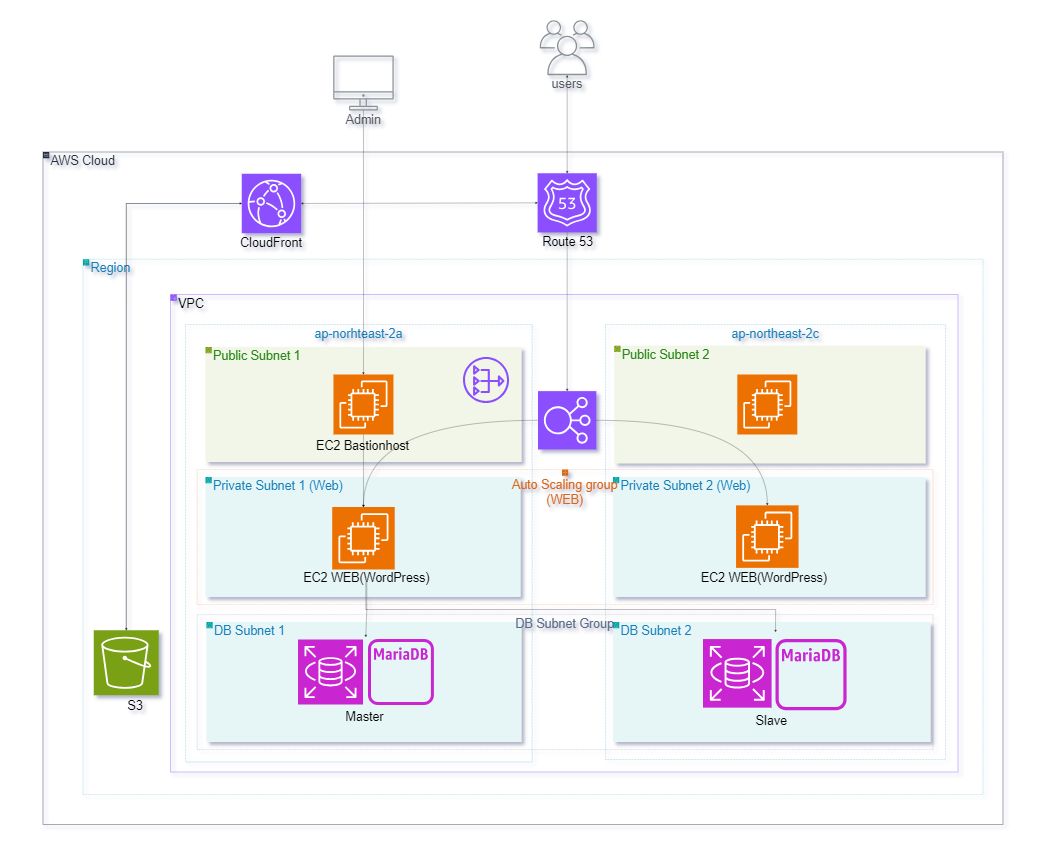 users
Admin
AWS Cloud
53
CloudFront
Route 53
Region
VPC
ap-norhteast-2a
ap-northeast-2c
Public Subnet 1
Public Subnet 2
EC2 Bastionhost
Private Subnet 1 (Web)
Auto Scaling group
(WEB)
Private Subnet 2 (Web)
EC2 WEB(WordPress)
EC2 WEB(WordPress)
DB Subnet 1
DB Subnet Group
DB Subnet 2
MariaDB
MariaDB
S3
Master
Slave